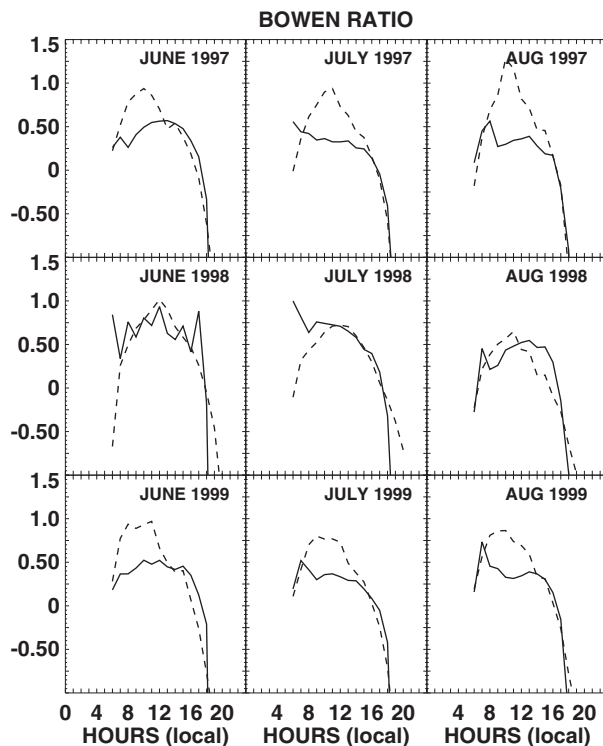 BOWEN RATIO
1.5 JUNE 1997 JULY 1997 AUG 1997
1.0
0.50
0
-0.50
1.5 JUNE 1998 JULY 1998 AUG 1998
1.0
0.50
0
-0.50
1.5 JUNE 1999 JULY 1999 AUG 1999
1.0
0.50
0
-0.50
0 4 8 12 16 20 4 8 12 16 20 4 8 12 16 20
HOURS (local) HOURS (local) HOURS (local)